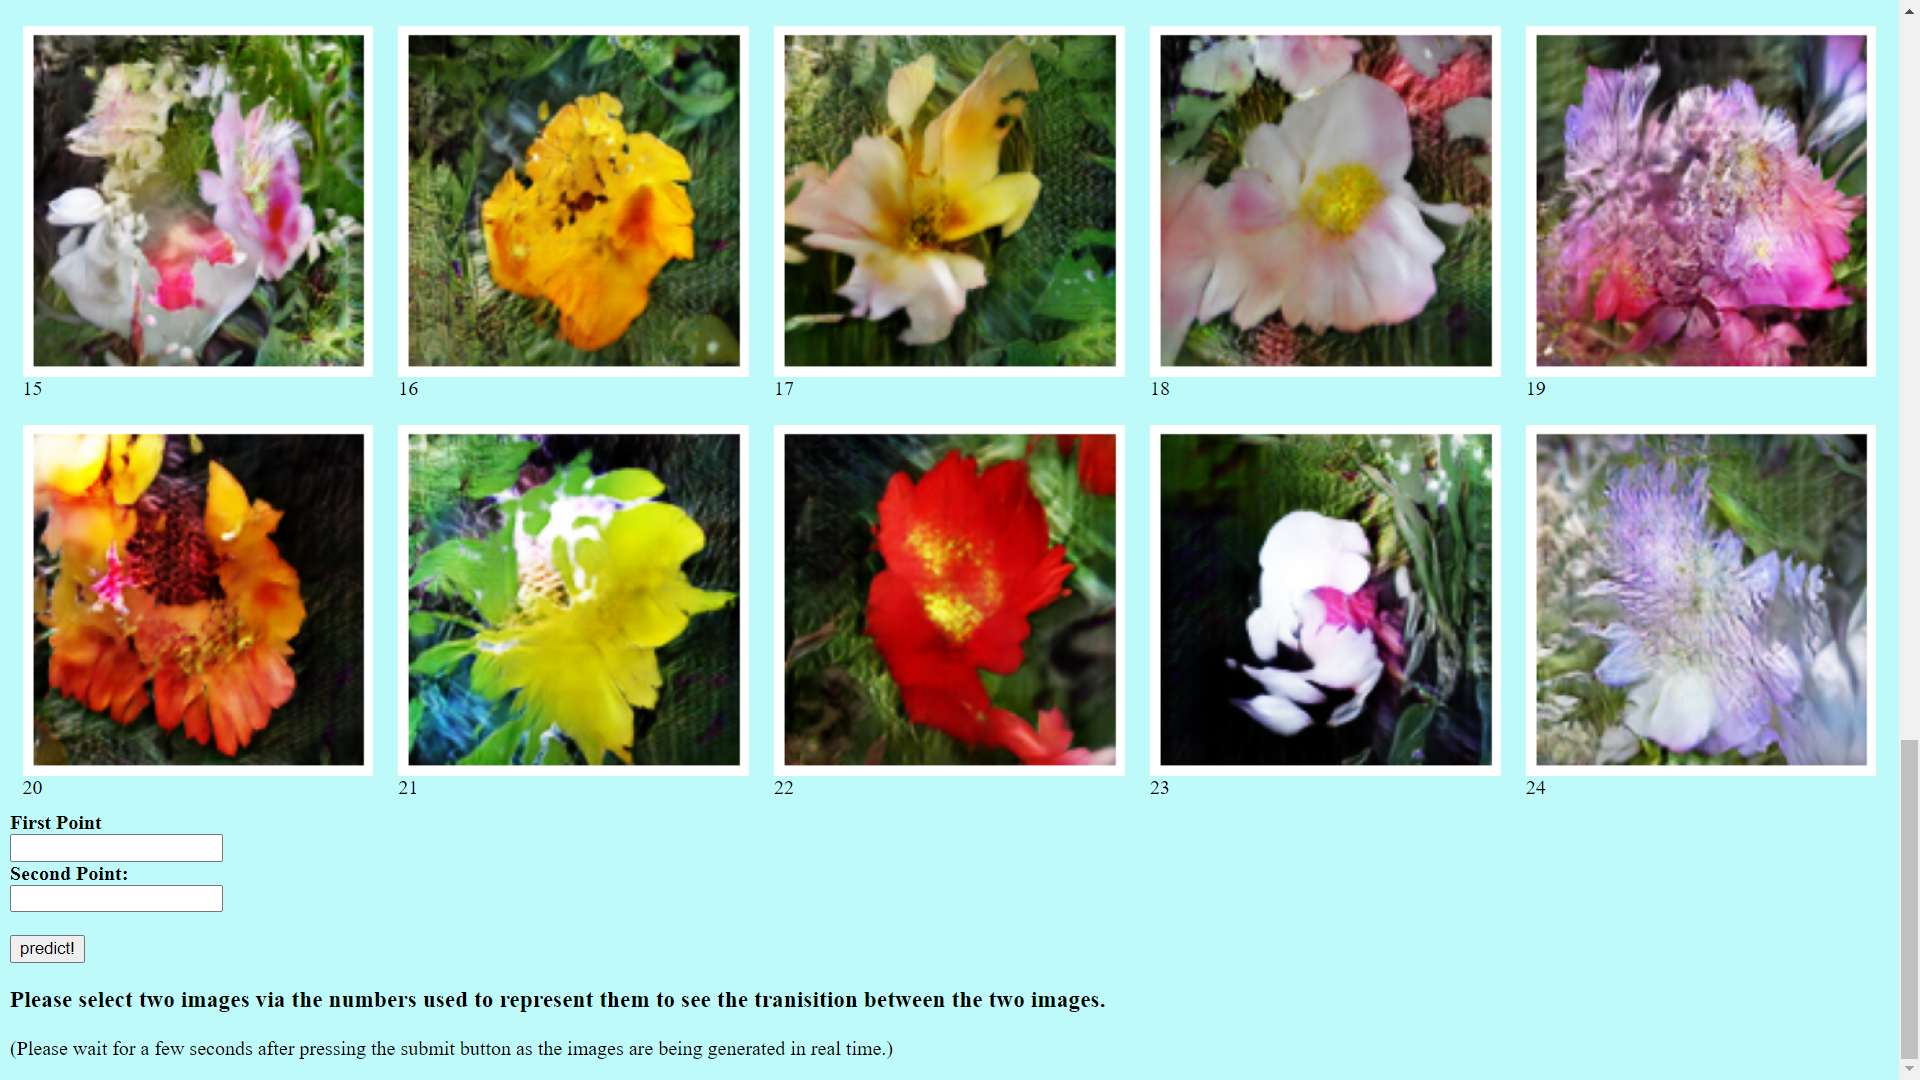 15 16 17 18 19
20 21 22 23 24
First Point
Second Point:
predict!
Please select two images via the numbers used to represent them to see the tranisition between the two images.
(Please wait for a few seconds after pressing the submit button as the images are being generated in real time.)